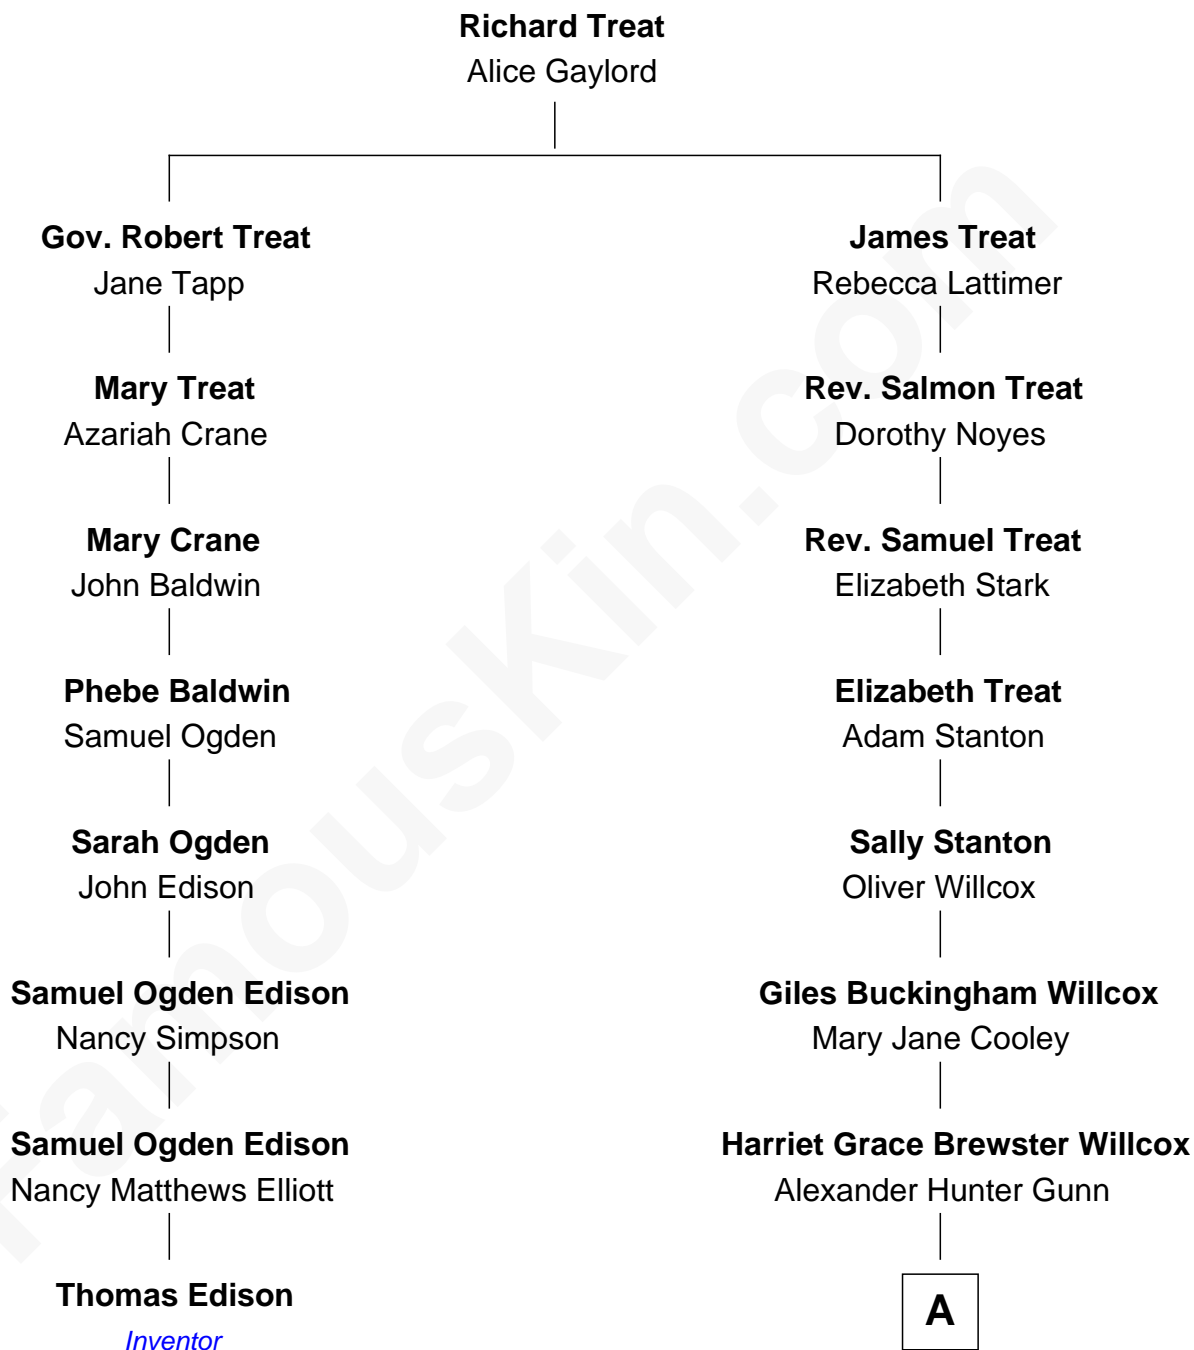 Richard Treat
Alice Gaylord
Gov. Robert Treat
Jane Tapp
James Treat
Rebecca Lattimer
Mary Treat
Azariah Crane
Rev. Salmon Treat
Dorothy Noyes
Mary Crane
John Baldwin
Rev. Samuel Treat
Elizabeth Stark
Phebe Baldwin
Samuel Ogden
Elizabeth Treat
Adam Stanton
Sarah Ogden
John Edison
Sally Stanton
Oliver Willcox
Samuel Ogden Edison
Nancy Simpson
Giles Buckingham Willcox
Mary Jane Cooley
Samuel Ogden Edison
Nancy Matthews Elliott
Harriet Grace Brewster Willcox
Alexander Hunter Gunn
Thomas Edison
Inventor
A
FamousKin.com